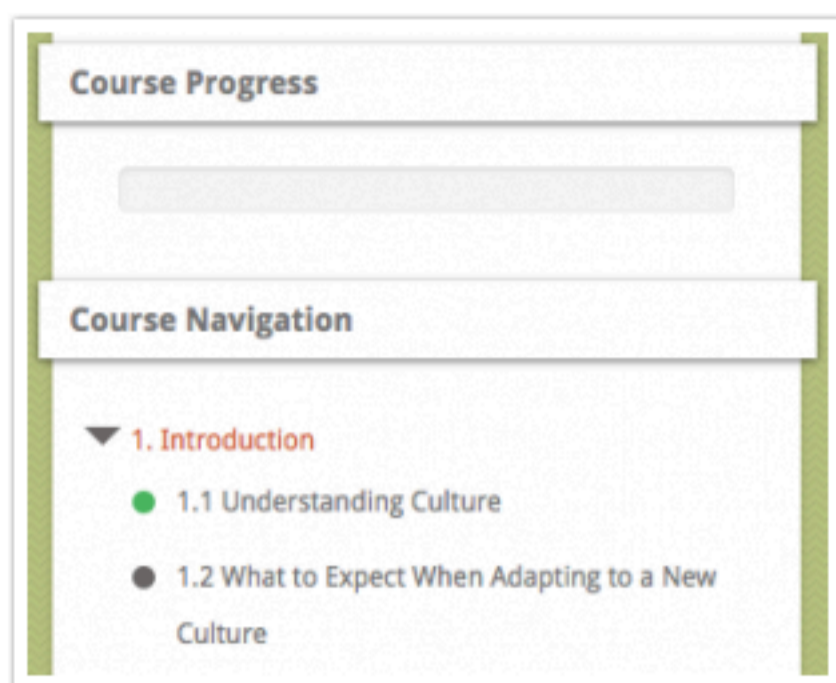 Course Progress
Course Navigation
1. Introduction
1.1 Understanding Culture
1.2 What to Expect When Adapting to a New
Culture